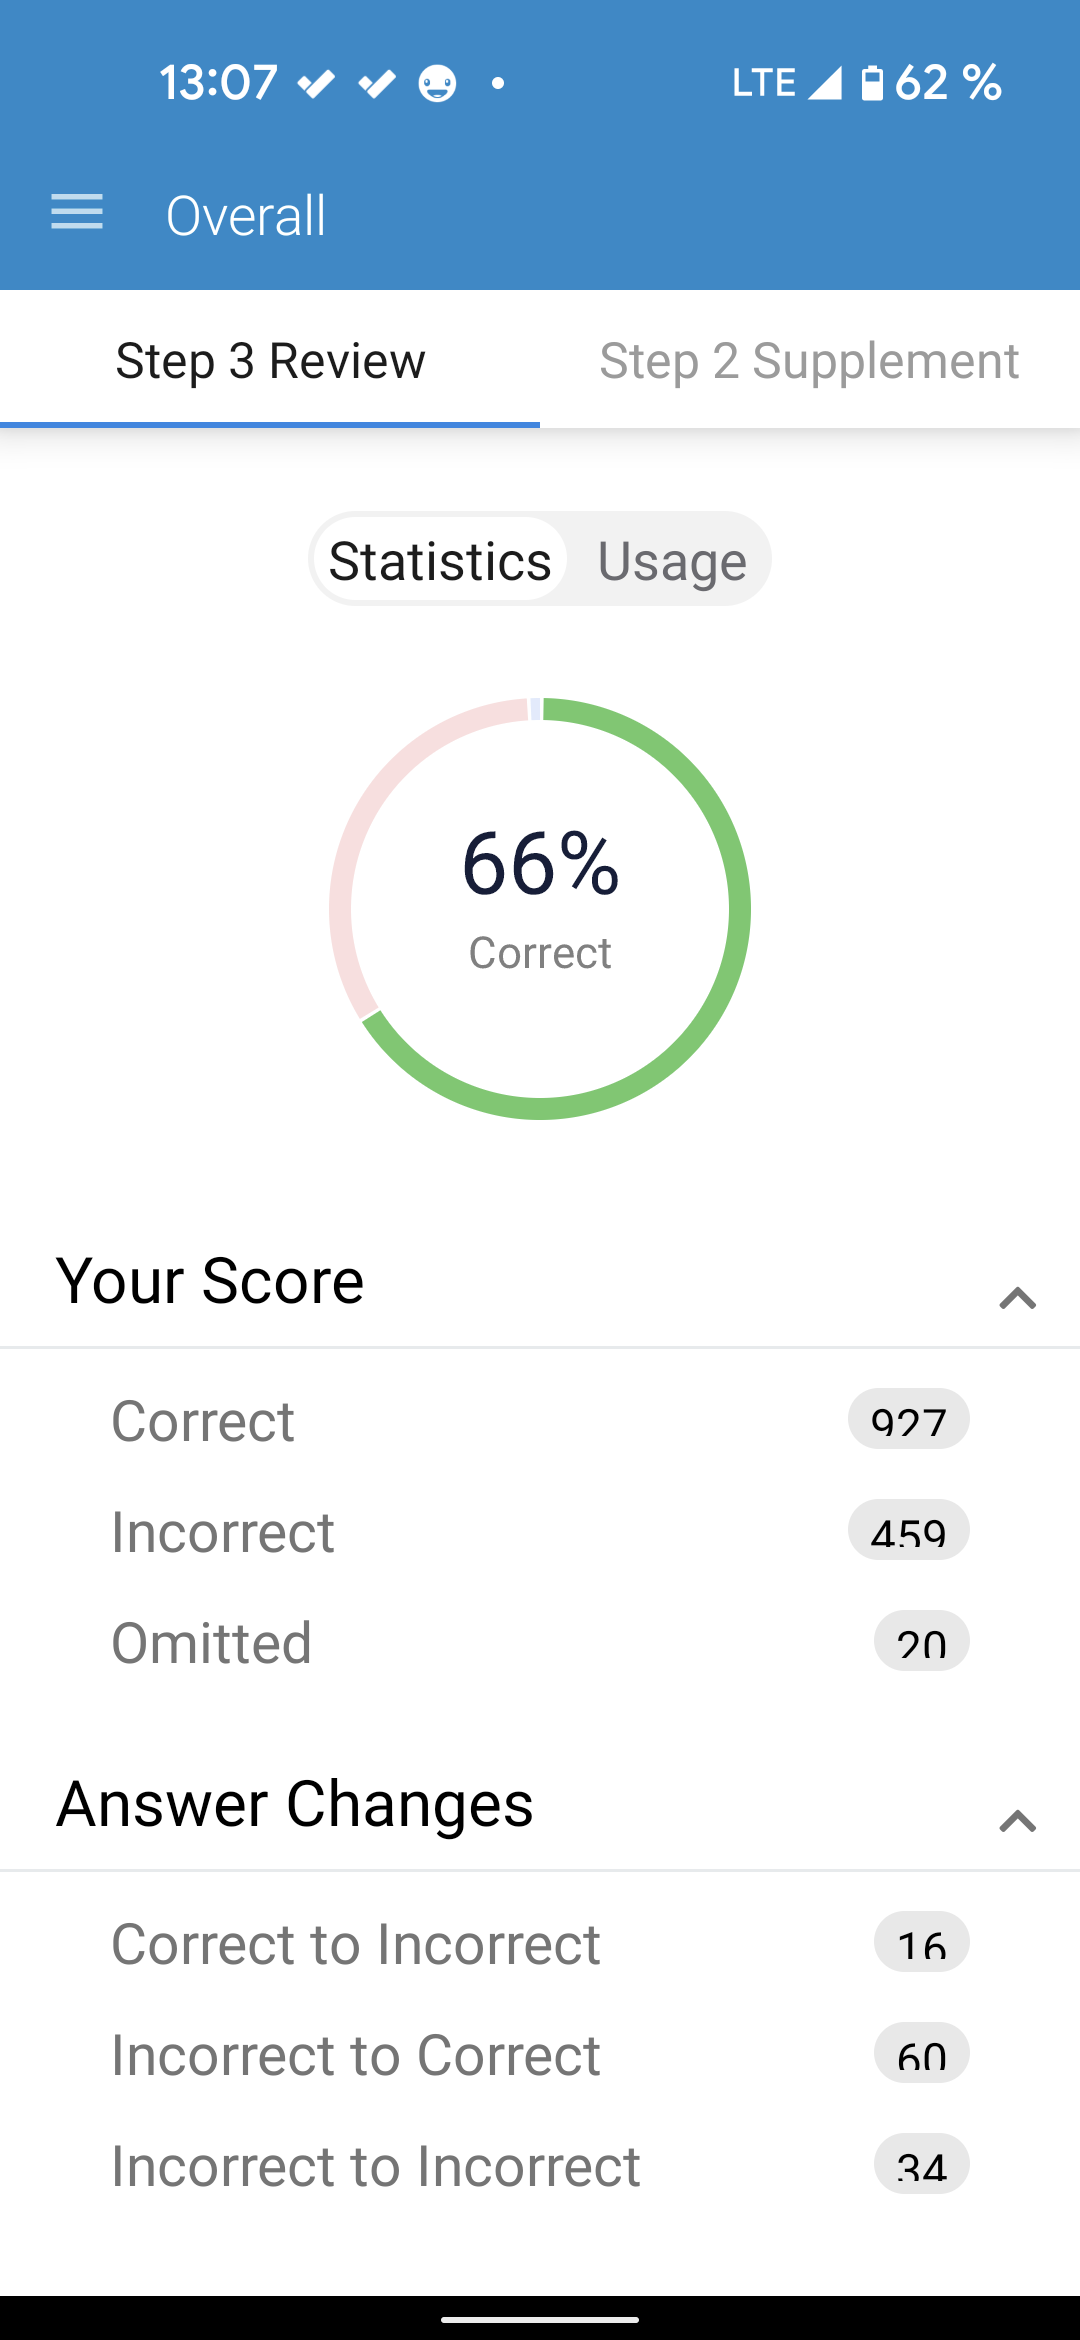 13:07 LTE 62 %
Overall
Step 3 Review Step 2 Supplement
Statistics Usage
66%
Correct
Your Score
Correct 927
Incorrect 459
Omitted 20
Answer Changes
Correct to Incorrect 16
Incorrect to Correct 60
Incorrect to Incorrect 34